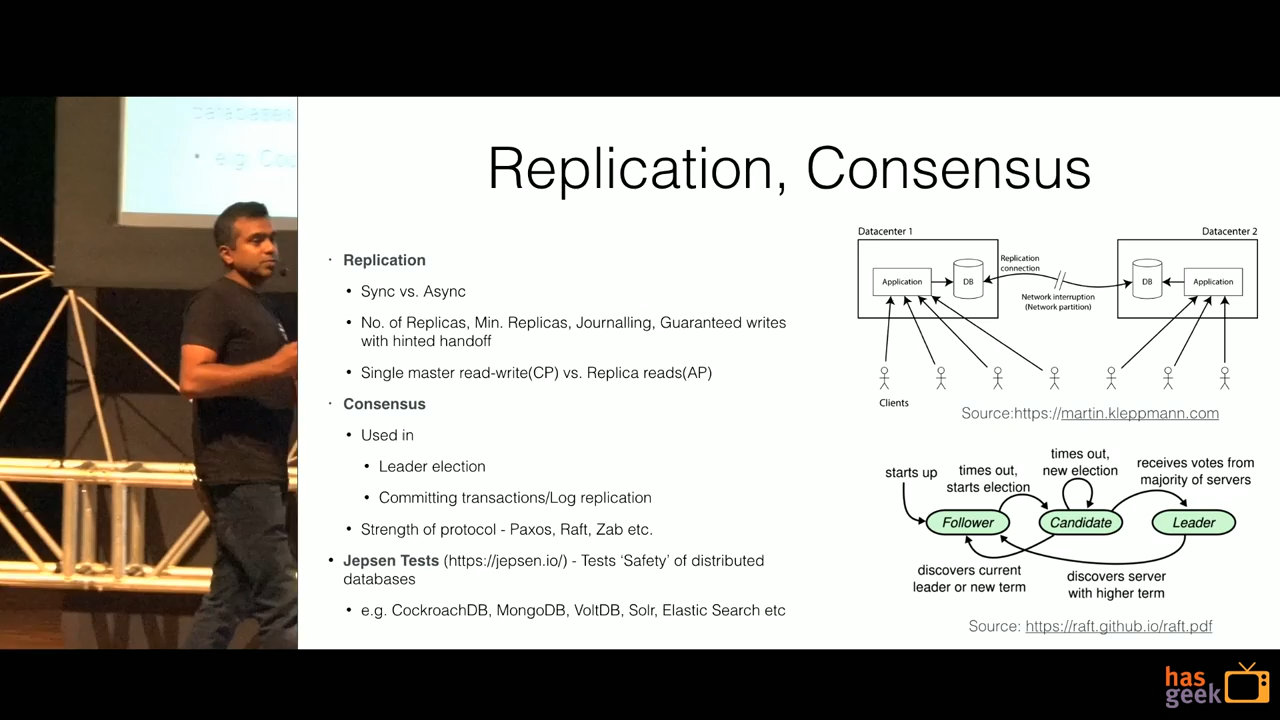 Replication, Consensus
• Replication
• Sync vs. Async
• No. of Replicas, Min. Replicas, Journalling, Guaranteed writes
with hinted handoff
• Single master read-write(CP) vs. Replica reads(AP)
• Consensus
• Used in
• Leader election
• Committing transactions/Log replication
• Strength of protocol - Paxos, Raft, Zab etc.
• Jepsen Tests (https://jepsen.io/) - Tests ‘Safety’ of distributed
databases
• e.g. CockroachDB, MongoDB, VoltDB, Solr, Elastic Search etc
Datacenter 1
Datacenter 2
Replication
connection
Application
DB
DB
Application
Network interruption
(Network partition)
Clients
Source:https://martin.kleppmann.com
starts up
times out,
starts election
times out,
new election
receives votes from
majority of servers
Follower
Candidate
Leader
discovers current
leader or new term
discovers server
with higher term
Source: https://raft.github.io/raft.pdf
has
geek